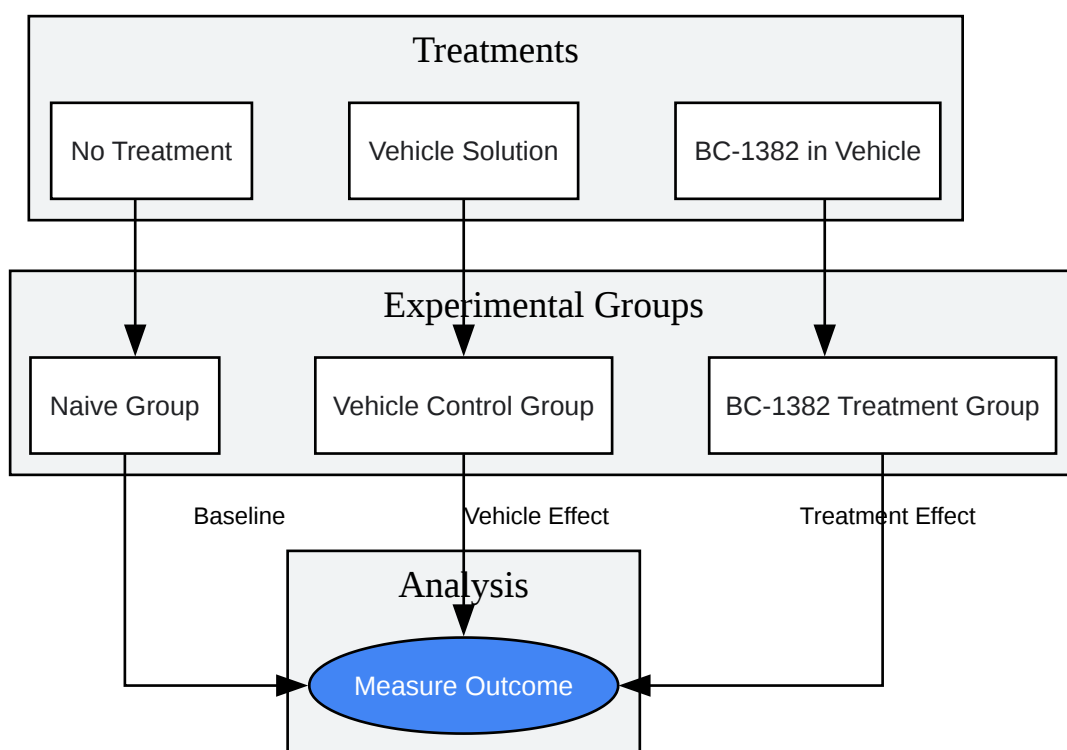 Treatments
No Treatment
Vehicle Solution
BC-1382 in Vehicle
Experimental Groups
Naive Group
Vehicle Control Group
BC-1382 Treatment Group
Baseline
Vehicle Effect
Treatment Effect
Analysis
Measure Outcome